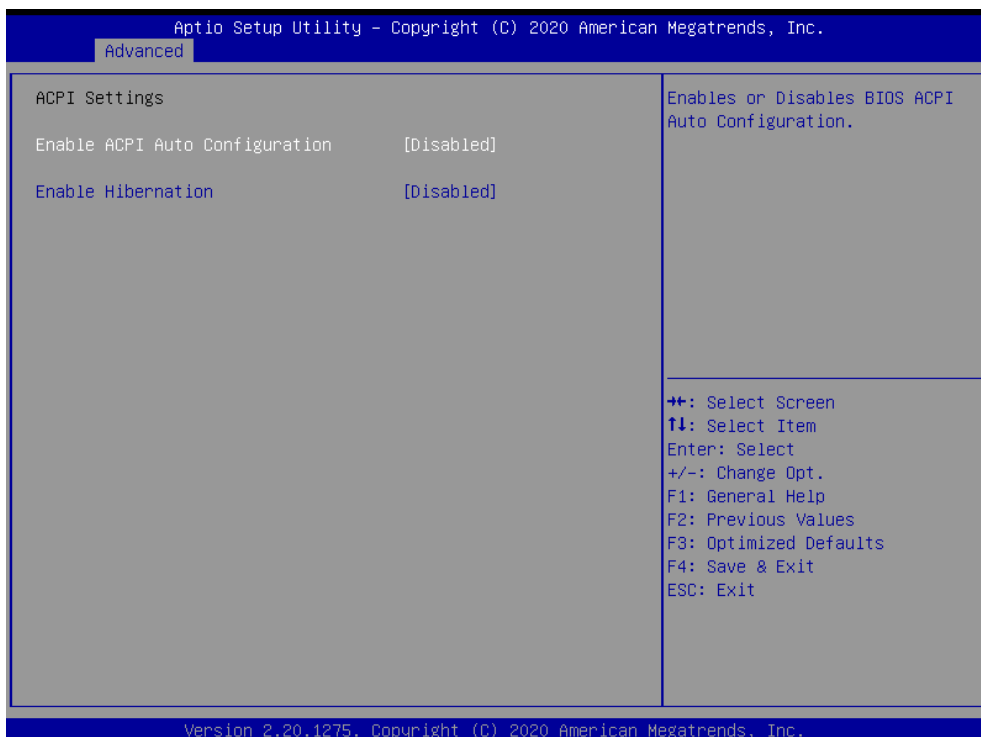 Aptio Setup Utility – Copyright (C) 2020 American Megatrends, Inc.
Advanced
ACPI Settings
Enable ACPI Auto Configuration [Disabled]
Enable Hibernation [Disabled]
Enables or Disables BIOS ACPI
Auto Configuration.
→←: Select Screen
↑↓: Select Item
Enter: Select
+/-: Change Opt.
F1: General Help
F2: Previous Values
F3: Optimized Defaults
F4: Save & Exit
ESC: Exit
Version 2.20.1275. Copyright (C) 2020 American Megatrends, Inc.